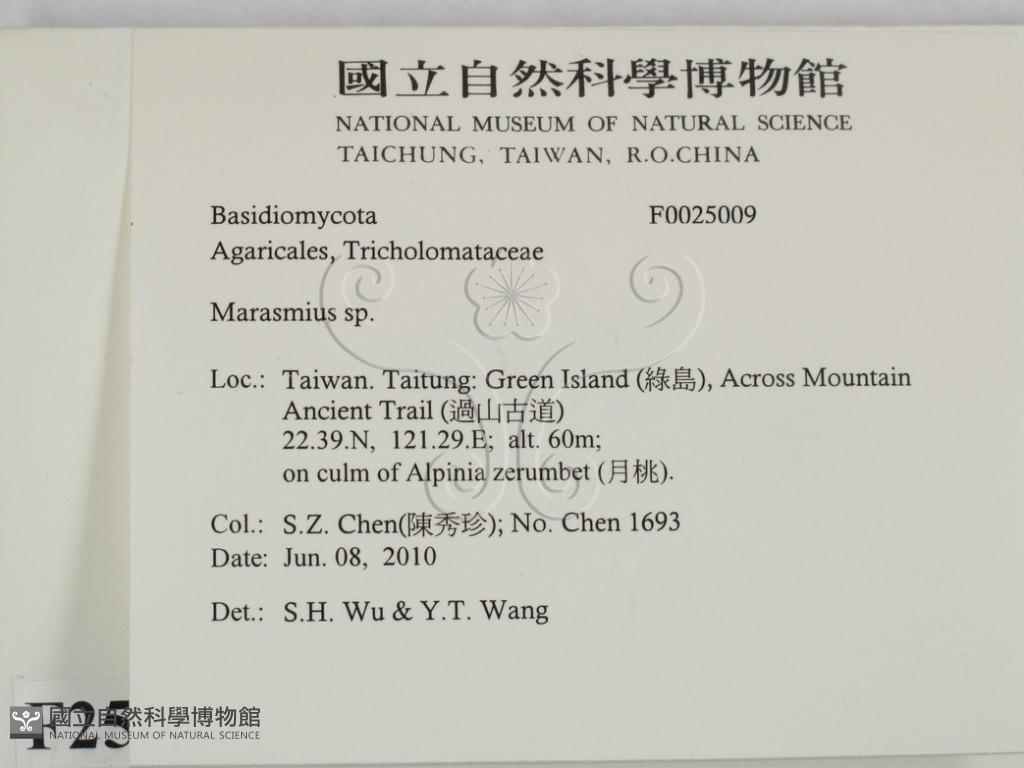 國立自然科學博物館
NATIONAL MUSEUM OF NATURAL SCIENCE
TAICHUNG, TAIWAN, R.O.CHINA
Basidiomycota F0025009
Agaricales, Tricholomataceae
Marasmius sp.
Loc.: Taiwan. Taitung: Green Island (綠島), Across Mountain
Ancient Trail (過山古道)
22.39.N, 121.29.E; alt. 60m;
on culm of Alpinia zerumbet (月桃).
Col.: S.Z. Chen(陳秀珍); No. Chen 1693
Date: Jun. 08, 2010
Det.: S.H. Wu & Y.T. Wang
F25
國立自然科學博物館
NATIONAL MUSEUM OF NATURAL SCIENCE